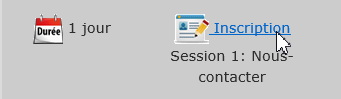 Durée 1 jour Inscription
Session 1: Nous-
contacter